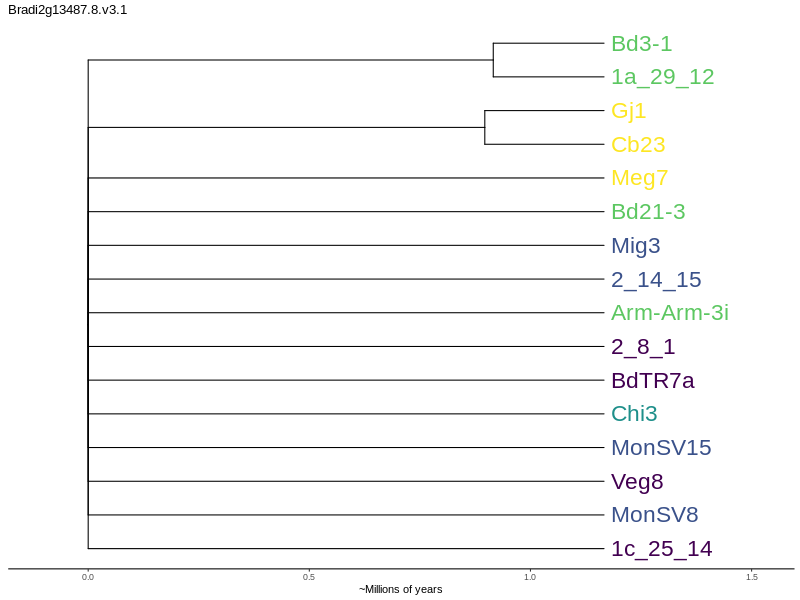 Bradi2g13487.8.v3.1
Bd3-1
1a_29_12
Gj1
Cb23
Meg7
Bd21-3
Mig3
2_14_15
Arm-Arm-3i
2_8_1
BdTR7a
Chi3
MonSV15
Veg8
MonSV8
1c_25_14
0.0 0.5 1.0 1.5
~Millions of years